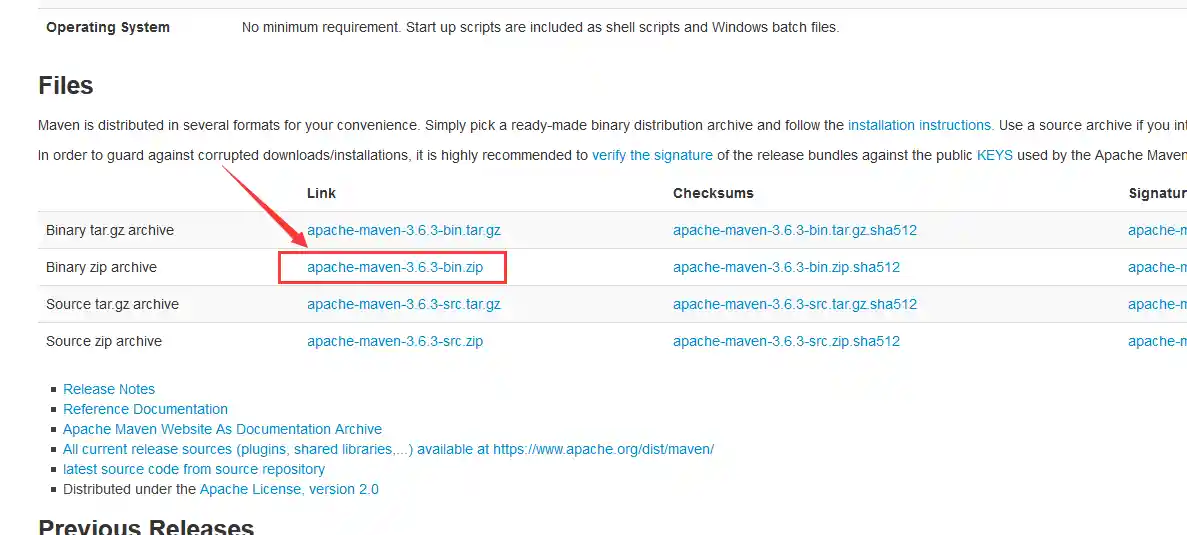 Operating System No minimum requirement. Start up scripts are included as shell scripts and Windows batch files.
Files
Maven is distributed in several formats for your convenience. Simply pick a ready-made binary distribution archive and follow the installation instructions. Use a source archive if you
In order to guard against corrupted downloads/installations, it is highly recommended to verify the signature of the release bundles against the public KEYS used by the Apache Maven
Link Checksums Signatur
Binary tar.gz archive apache-maven-3.6.3-bin.tar.gz apache-maven-3.6.3-bin.tar.gz.sha512 apache-m
Binary zip archive apache-maven-3.6.3-bin.zip apache-maven-3.6.3-bin.zip.sha512 apache-m
Source tar.gz archive apache-maven-3.6.3-src.tar.gz apache-maven-3.6.3-src.tar.gz.sha512 apache-m
Source zip archive apache-maven-3.6.3-src.zip apache-maven-3.6.3-src.zip.sha512 apache-m
Release Notes
Reference Documentation
Apache Maven Website As Documentation Archive
All current release sources (plugins, shared libraries,...) available at https://www.apache.org/dist/maven/
latest source code from source repository
Distributed under the Apache License, version 2.0
Previous Releases